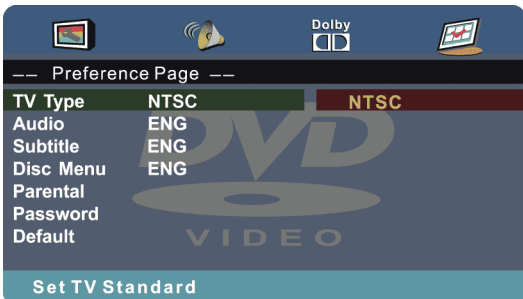 Dolby
-- Preference Page --
TV Type NTSC NTSC
Audio ENG
Subtitle ENG
Disc Menu ENG
Parental
Password
Default
DVD
VIDEO
Set TV Standard